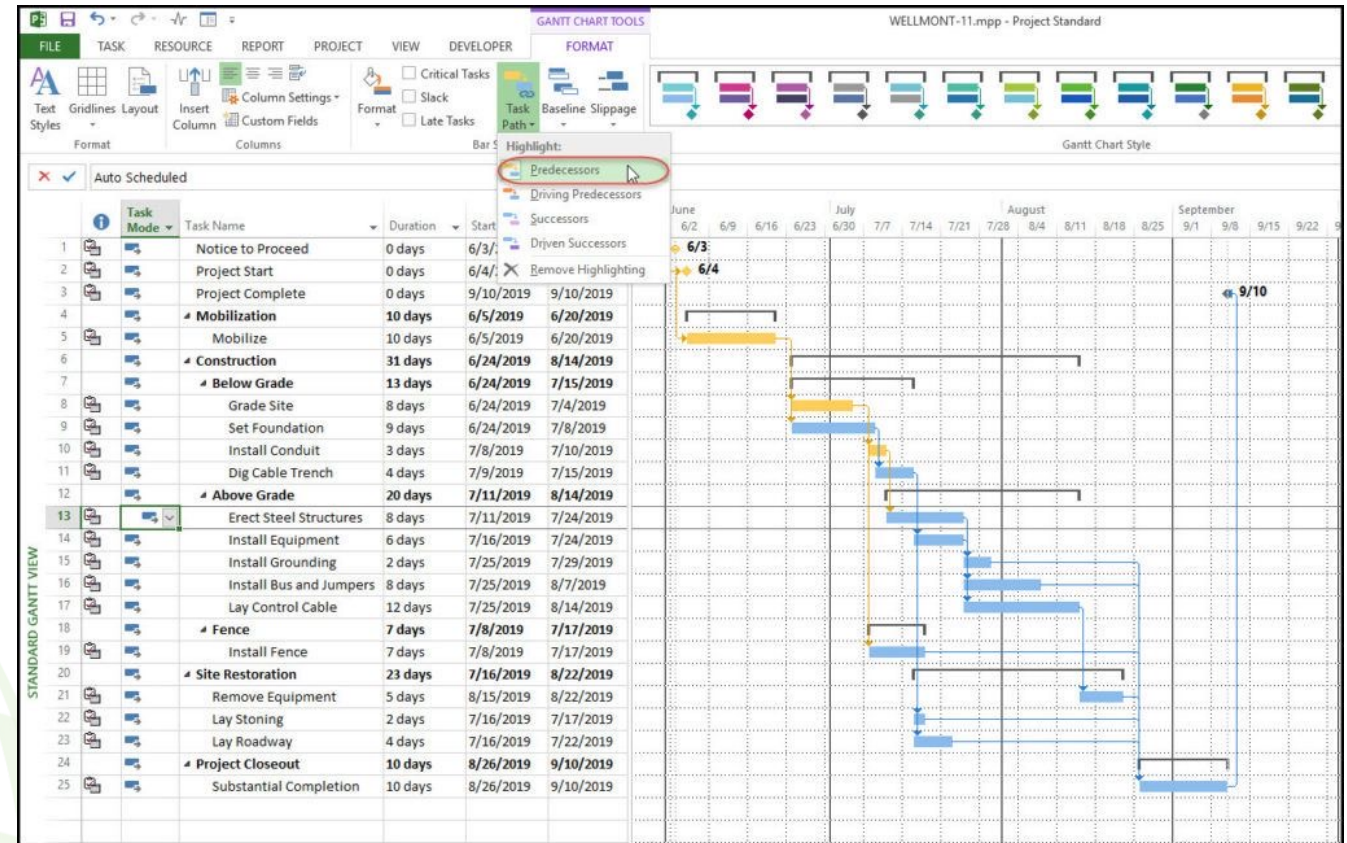 GANTT CHART TOOLS
WELLMONT-11.mpp - Project Standard
FILE TASK RESOURCE REPORT PROJECT VIEW DEVELOPER FORMAT
Text Styles
Gridlines
Layout
Format
Insert Column
Column Settings
Custom Fields
Columns
Format
Critical Tasks
Slack
Late Tasks
Task Path
Baseline
Slippage
Bar S
Gantt Chart Style
Highlight:
Predecessors
Driving Predecessors
Successors
Driven Successors
Remove Highlighting
Auto Scheduled
Task Mode Task Name Duration Start
June July August September
6/2 6/9 6/16 6/23 6/30 7/7 7/14 7/21 7/28 8/4 8/11 8/18 8/25 9/1 9/8 9/15 9/22 9
1 Notice to Proceed 0 days 6/3/ 6/3
2 Project Start 0 days 6/4/ 6/4
3 Project Complete 0 days 9/10/2019 9/10/2019 9/10
4 Mobilization 10 days 6/5/2019 6/20/2019
5 Mobilize 10 days 6/5/2019 6/20/2019
6 Construction 31 days 6/24/2019 8/14/2019
7 Below Grade 13 days 6/24/2019 7/15/2019
8 Grade Site 8 days 6/24/2019 7/4/2019
9 Set Foundation 9 days 6/24/2019 7/8/2019
10 Install Conduit 3 days 7/8/2019 7/10/2019
11 Dig Cable Trench 4 days 7/9/2019 7/15/2019
12 Above Grade 20 days 7/11/2019 8/14/2019
13 Erect Steel Structures 8 days 7/11/2019 7/24/2019
14 Install Equipment 6 days 7/16/2019 7/24/2019
15 Install Grounding 2 days 7/25/2019 7/29/2019
16 Install Bus and Jumpers 8 days 7/25/2019 8/7/2019
17 Lay Control Cable 12 days 7/25/2019 8/14/2019
18 Fence 7 days 7/8/2019 7/17/2019
19 Install Fence 7 days 7/8/2019 7/17/2019
20 Site Restoration 23 days 7/16/2019 8/22/2019
21 Remove Equipment 5 days 8/15/2019 8/22/2019
22 Lay Stoning 2 days 7/16/2019 7/17/2019
23 Lay Roadway 4 days 7/16/2019 7/22/2019
24 Project Closeout 10 days 8/26/2019 9/10/2019
25 Substantial Completion 10 days 8/26/2019 9/10/2019
STANDARD GANTT VIEW